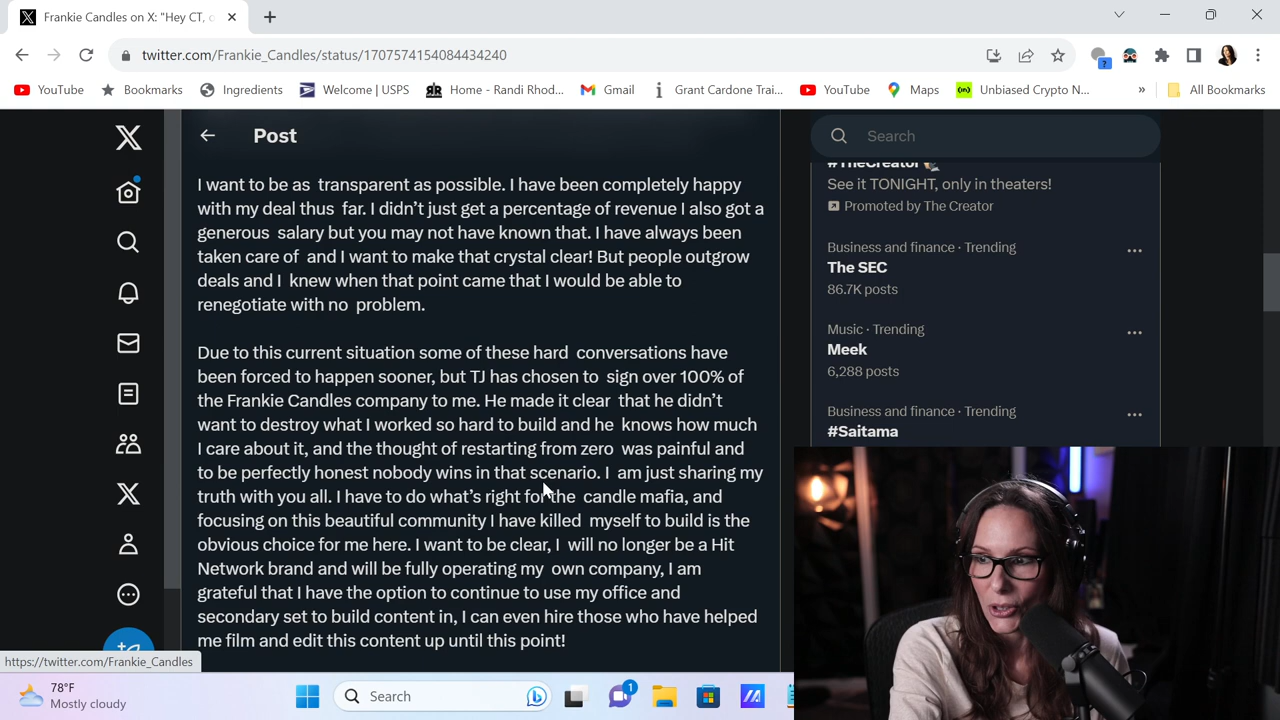 Frankie Candles on X: "Hey CT, o
twitter.com/Frankie_Candles/status/1707574154084434240
YouTube
Bookmarks
Ingredients
Welcome | USPS
Home - Randi Rhod...
Gmail
Grant Cardone Trai...
YouTube
Maps
Unbiased Crypto N...
»
All Bookmarks
Post
I want to be as transparent as possible. I have been completely happy
with my deal thus far. I didn't just get a percentage of revenue I also got a
generous salary but you may not have known that. I have always been
taken care of and I want to make that crystal clear! But people outgrow
deals and I knew when that point came that I would be able to
renegotiate with no problem.
Due to this current situation some of these hard conversations have
been forced to happen sooner, but TJ has chosen to sign over 100% of
the Frankie Candles company to me. He made it clear that he didn't
want to destroy what I worked so hard to build and he knows how much
I care about it, and the thought of restarting from zero was painful and
to be perfectly honest nobody wins in that scenario. I am just sharing my
truth with you all. I have to do what's right for the candle mafia, and
focusing on this beautiful community I have killed myself to build is the
obvious choice for me here. I want to be clear, I will no longer be a Hit
Network brand and will be fully operating my own company, I am
grateful that I have the option to continue to use my office and
secondary set to build content in, I can even hire those who have helped
me film and edit this content up until this point!
Search
#TheCreator
See it TONIGHT, only in theaters!
Promoted by The Creator
Business and finance · Trending
The SEC
86.7K posts
Music · Trending
Meek
6,288 posts
Business and finance · Trending
#Saitama
https://twitter.com/Frankie_Candles
78°F
Mostly cloudy
Search
1